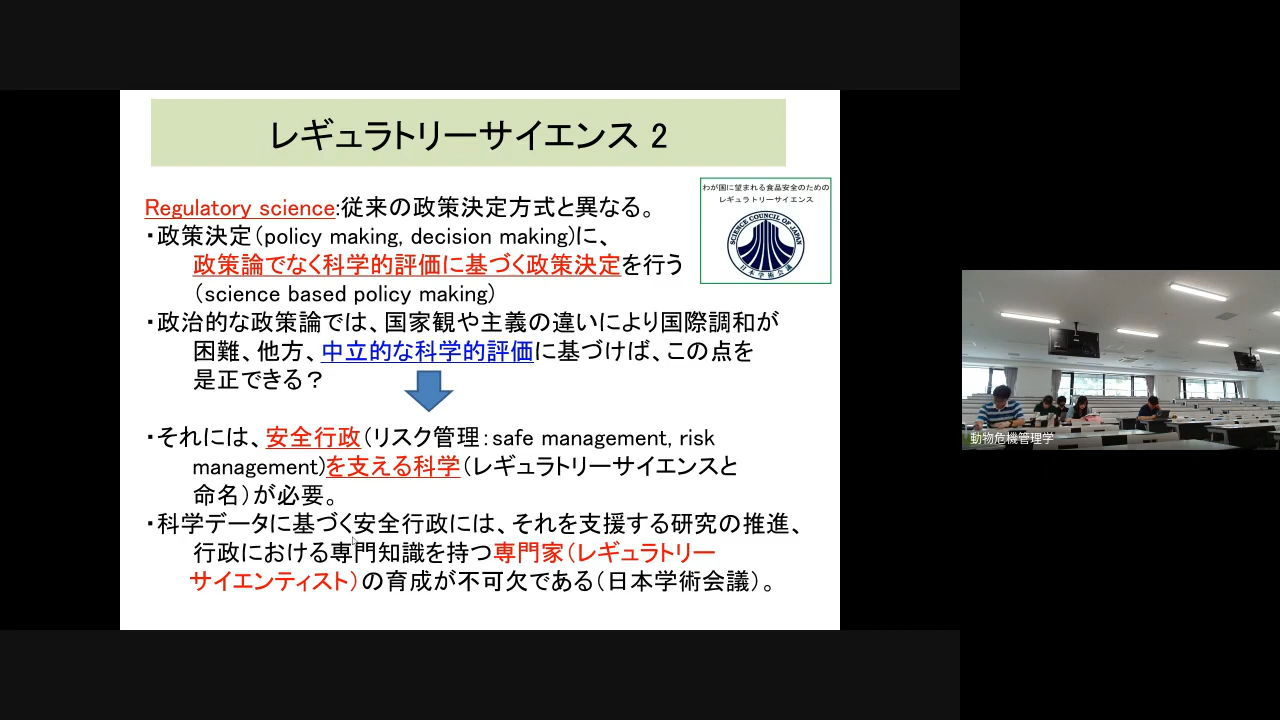 レギュラトリーサイエンス 2
わが国に望まれる食品安全のための
レギュラトリーサイエンス
SCIENCE COUNCIL OF JAPAN
日本学術会議
Regulatory science:従来の政策決定方式と異なる。
・政策決定(policy making, decision making)に、
政策論でなく科学的評価に基づく政策決定を行う
(science based policy making)
・政治的な政策論では、国家観や主義の違いにより国際調和が
困難、他方、中立的な科学的評価に基づけば、この点を
是正できる?
・それには、安全行政(リスク管理:safe management, risk
management)を支える科学(レギュラトリーサイエンスと
命名)が必要。
・科学データに基づく安全行政には、それを支援する研究の推進、
行政における専門知識を持つ専門家(レギュラトリー
サイエンティスト)の育成が不可欠である(日本学術会議)。
動物危機管理学